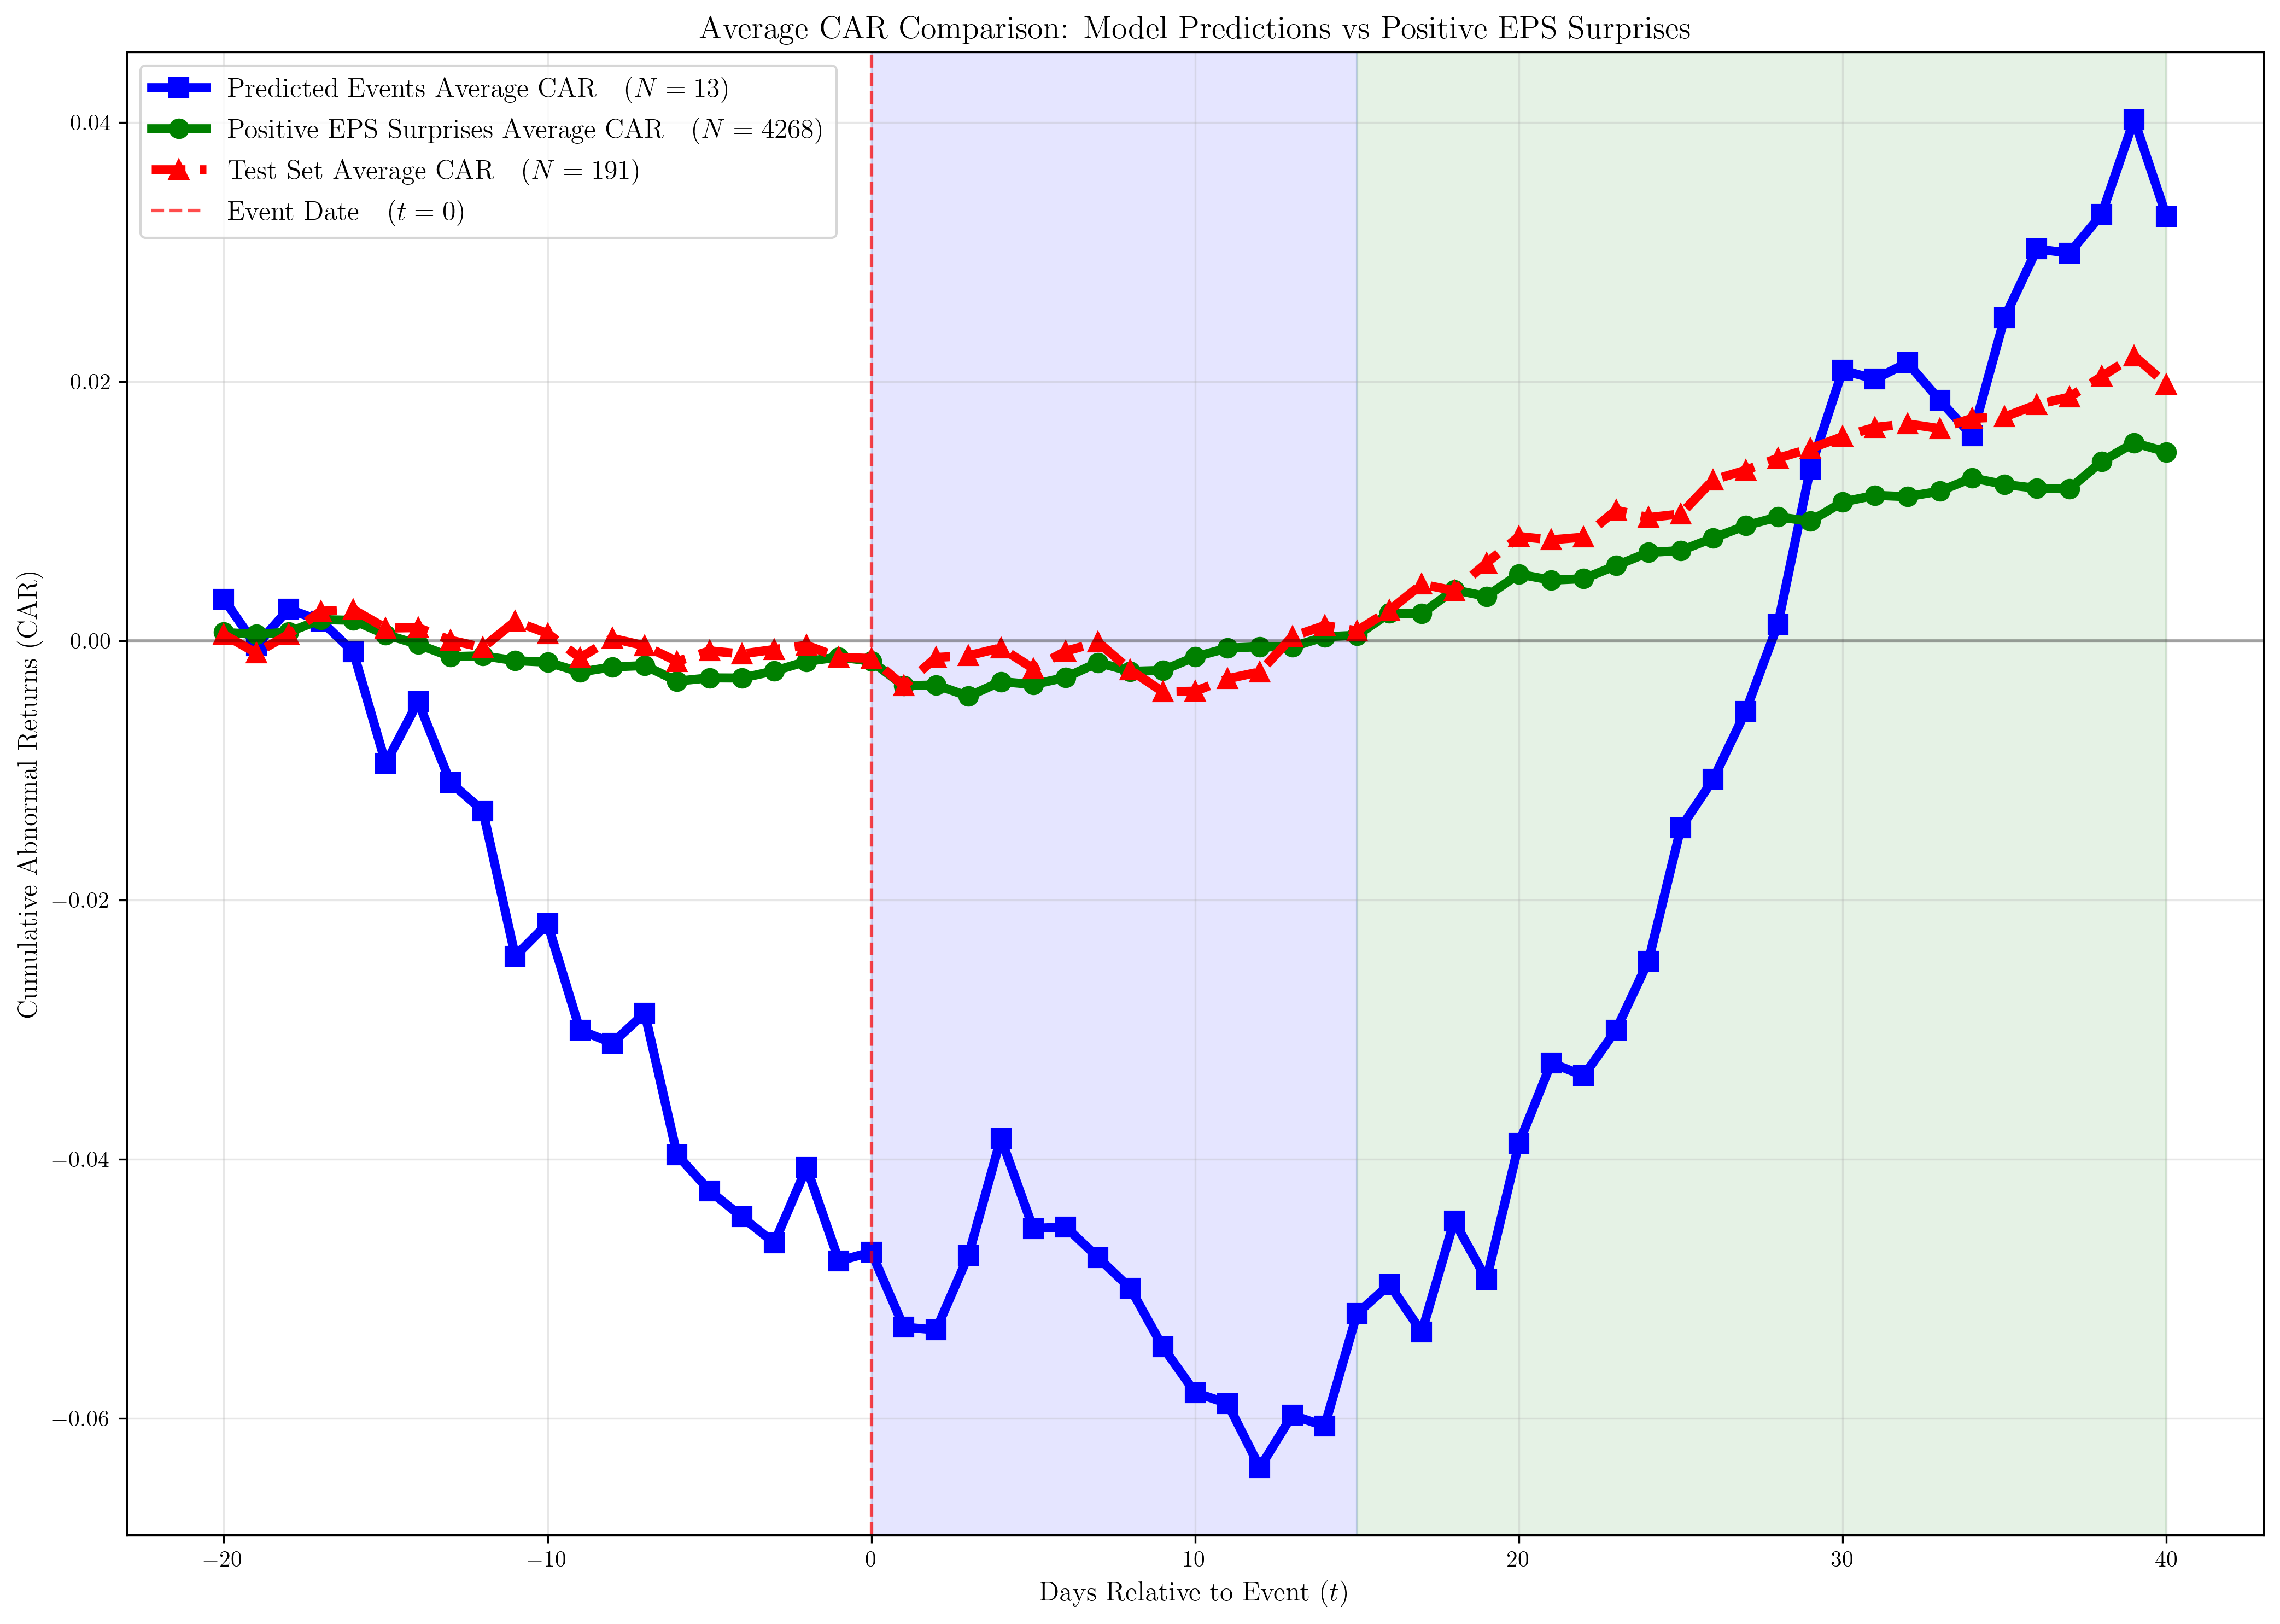 Average CAR Comparison: Model Predictions vs Positive EPS Surprises
Predicted Events Average CAR (N = 13)
Positive EPS Surprises Average CAR (N = 4268)
Test Set Average CAR (N = 191)
Event Date (t = 0)
Cumulative Abnormal Returns (CAR)
0.04
0.02
0.00
−0.02
−0.04
−0.06
−20
−10
0
10
20
30
40
Days Relative to Event (t)